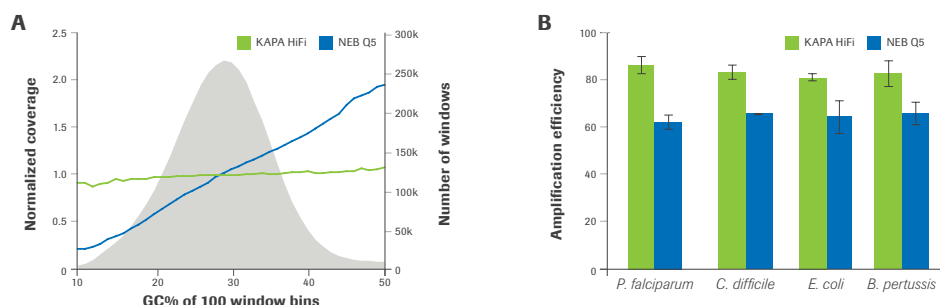 A
2.5
2.0
1.5
1.0
0.5
0
Normalized coverage
KAPA HiFi
NEB Q5
300k
250k
200k
150k
100k
50k
0
Number of windows
10
20
30
40
50
GC% of 100 window bins
B
100
80
60
40
20
0
Amplification efficiency
KAPA HiFi
NEB Q5
P. falciparum
C. difficile
E. coli
B. pertussis